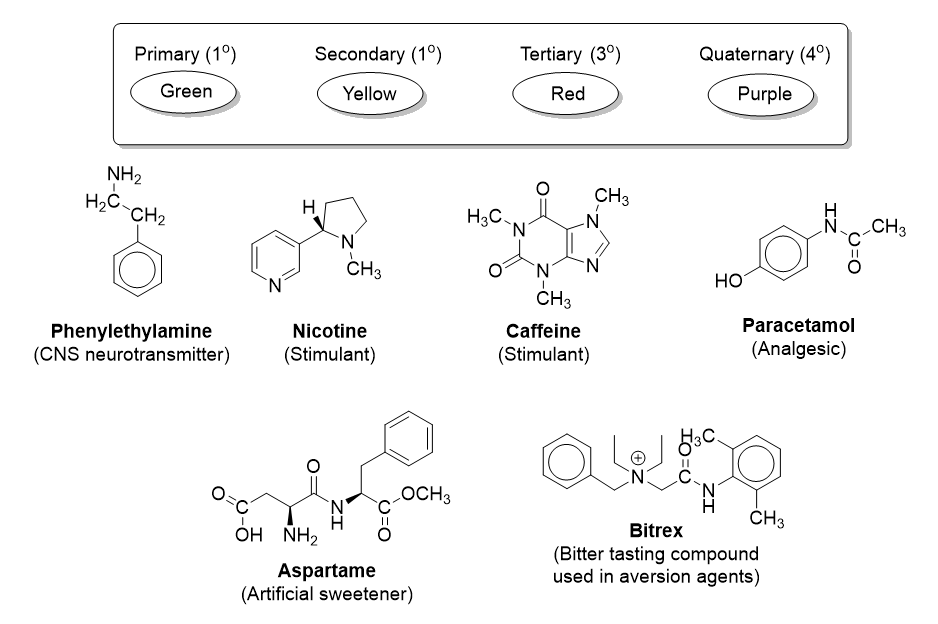 Primary (1°) Secondary (1°) Tertiary (3°) Quaternary (4°)
Green Yellow Red Purple
NH₂
H₂C
CH₂
H
N
CH₃
N
O
CH₃
H₃C
N
N
O
N
N
CH₃
H
N
CH₃
O
HO
Phenylethylamine
(CNS neurotransmitter)
Nicotine
(Stimulant)
Caffeine
(Stimulant)
Paracetamol
(Analgesic)
O
O
C
OH
NH₂
N
H
C
OCH₃
O
H₃C
O
⊕
N
N
H
CH₃
Aspartame
(Artificial sweetener)
Bitrex
(Bitter tasting compound
used in aversion agents)